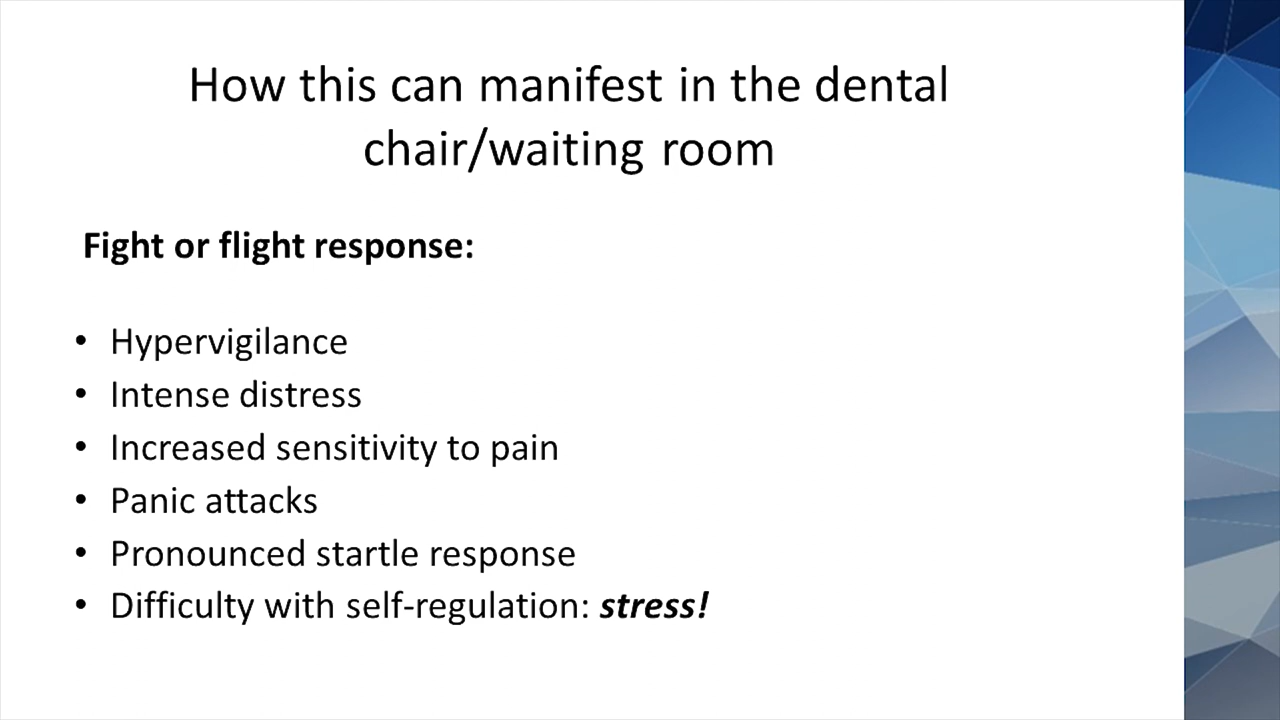 How this can manifest in the dental
chair/waiting room
Fight or flight response:
• Hypervigilance
• Intense distress
• Increased sensitivity to pain
• Panic attacks
• Pronounced startle response
• Difficulty with self-regulation: stress!